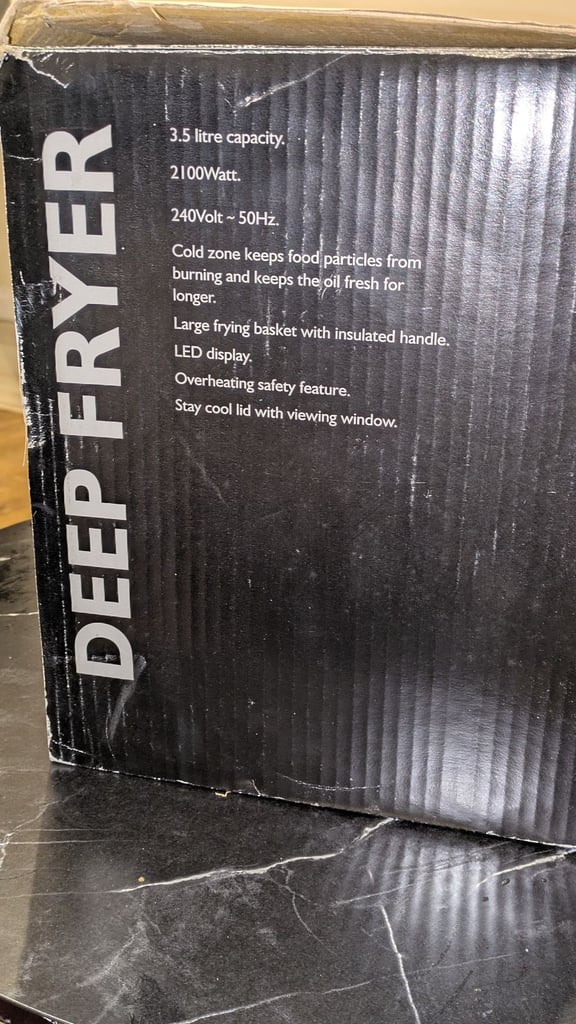 DEEP FRYER
3.5 litre capacity.
2100Watt.
240Volt ~ 50Hz.
Cold zone keeps food particles from
burning and keeps the oil fresh for
longer.
Large frying basket with insulated handle.
LED display.
Overheating safety feature.
Stay cool lid with viewing window.